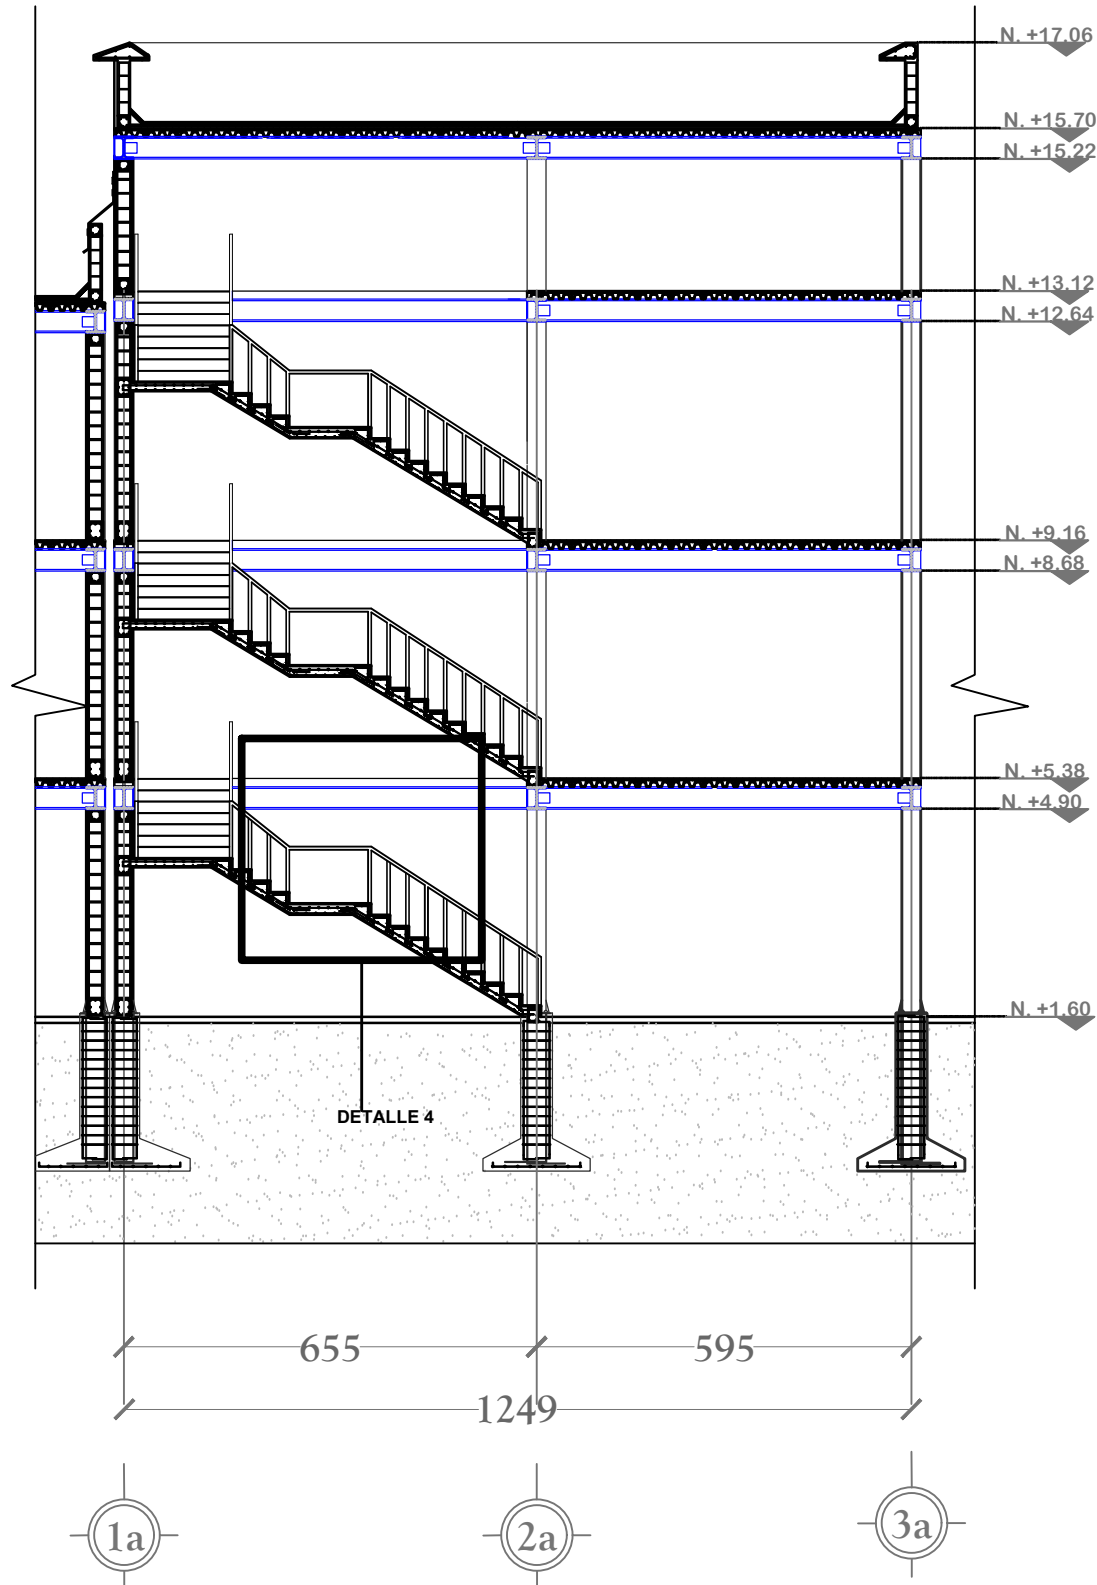 N. +17.06
N. +15.70
N. +15.22
N. +13.12
N. +12.64
N. +9.16
N. +8.68
N. +5.38
N. +4.90
N. +1.60
DETALLE 4
655
595
1249
1a
2a
3a